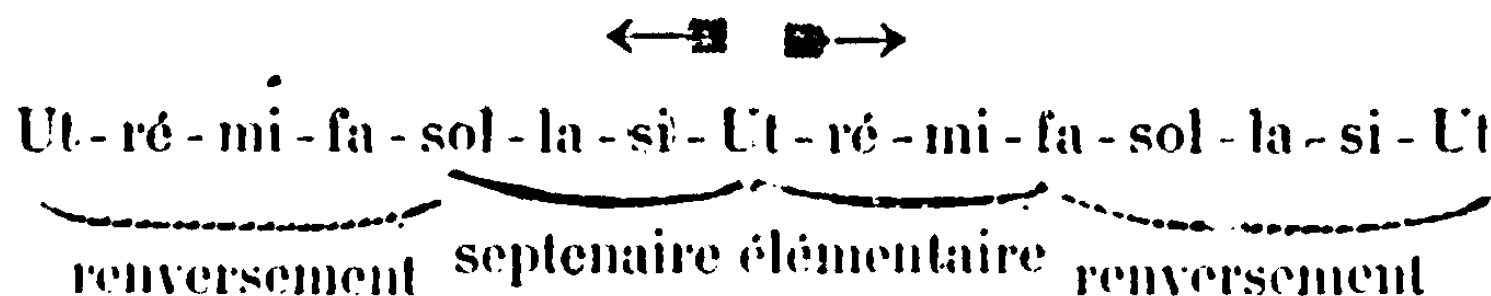 Ut - ré - mi - fa - sol - la - si - Ut - ré - mi - fa - sol - la - si - Ut
renversement septenaire élémentaire renversement